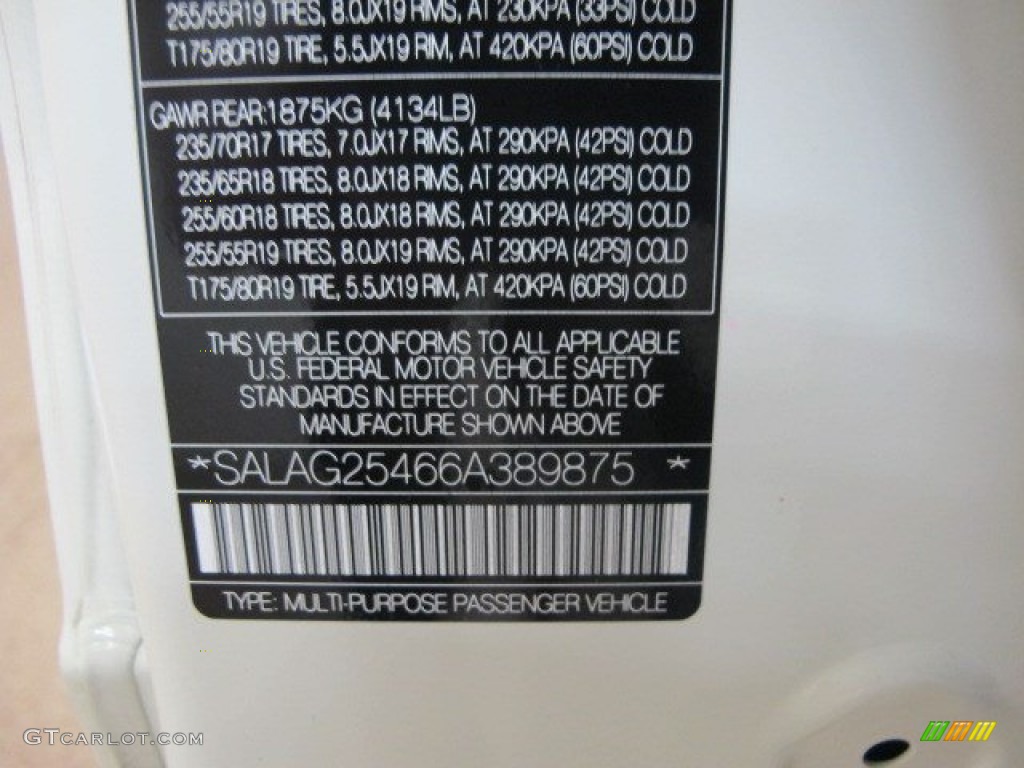 255/55R19 TIRES, 8.0JX19 RIMS, AT 230KPA (33PSI) COLD
T175/80R19 TIRE, 5.5JX19 RIM, AT 420KPA (60PSI) COLD
GAWR REAR:1875KG (4134LB)
235/70R17 TIRES, 7.0JX17 RIMS, AT 290KPA (42PSI) COLD
235/65R18 TIRES, 8.0JX18 RIMS, AT 290KPA (42PSI) COLD
255/60R18 TIRES, 8.0JX18 RIMS, AT 290KPA (42PSI) COLD
255/55R19 TIRES, 8.0JX19 RIMS, AT 290KPA (42PSI) COLD
T175/80R19 TIRE, 5.5JX19 RIM, AT 420KPA (60PSI) COLD
THIS VEHICLE CONFORMS TO ALL APPLICABLE
U.S. FEDERAL MOTOR VEHICLE SAFETY
STANDARDS IN EFFECT ON THE DATE OF
MANUFACTURE SHOWN ABOVE
*SALAG25466A389875 *
TYPE: MULTI-PURPOSE PASSENGER VEHICLE
GTCARLOT.COM